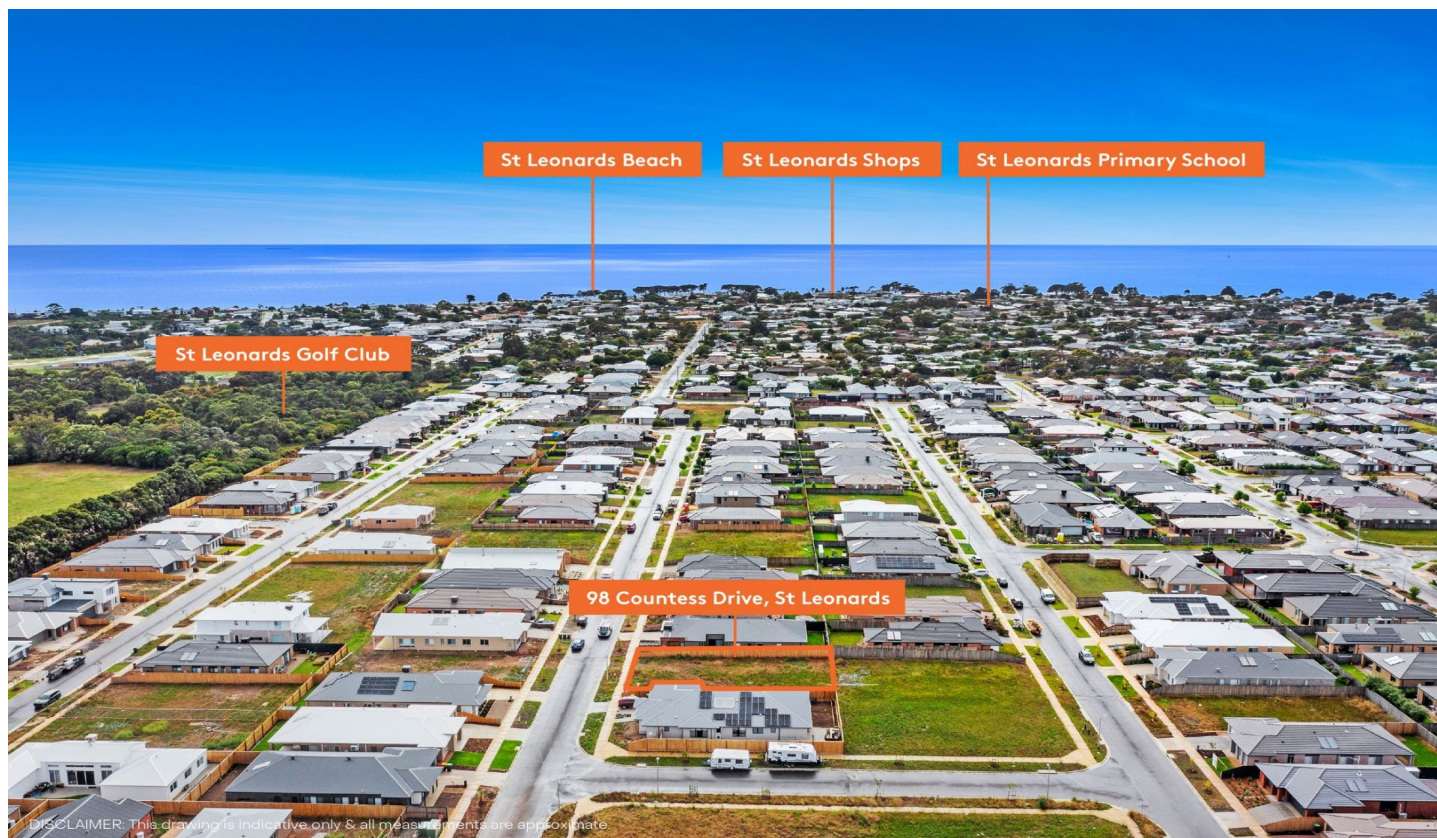 St Leonards Beach
St Leonards Shops
St Leonards Primary School
St Leonards Golf Club
98 Countess Drive, St Leonards
DISCLAIMER: This drawing is indicative only & all measurements are approximate